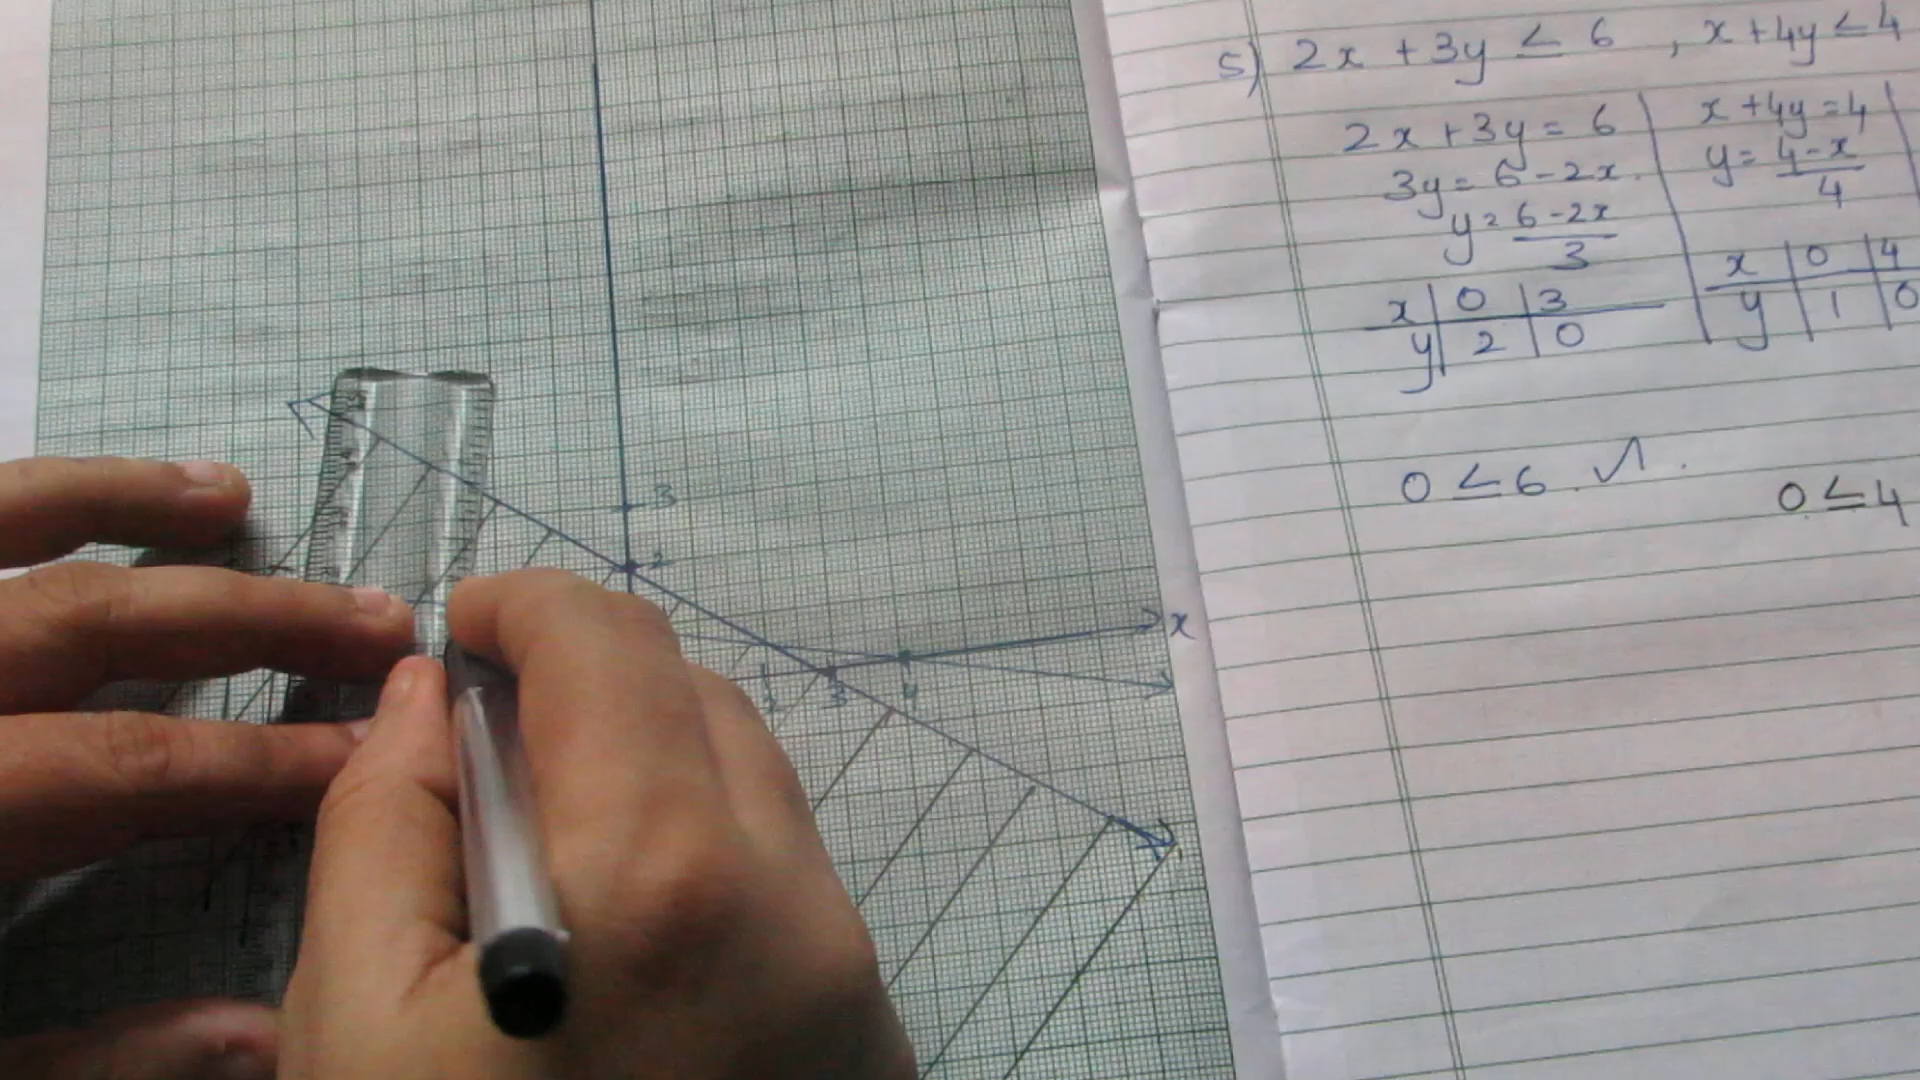 5) 2x + 3y ≤ 6 , x + 4y ≤ 4
2x + 3y = 6
3y = 6 - 2x.
y = 6 - 2x / 3
x | 0 | 3
y | 2 | 0
x + 4y = 4
y = 4 - x / 4
x | 0 | 4
y | 1 | 0
0 ≤ 6 .
0 ≤ 4
3
2
x
3
4